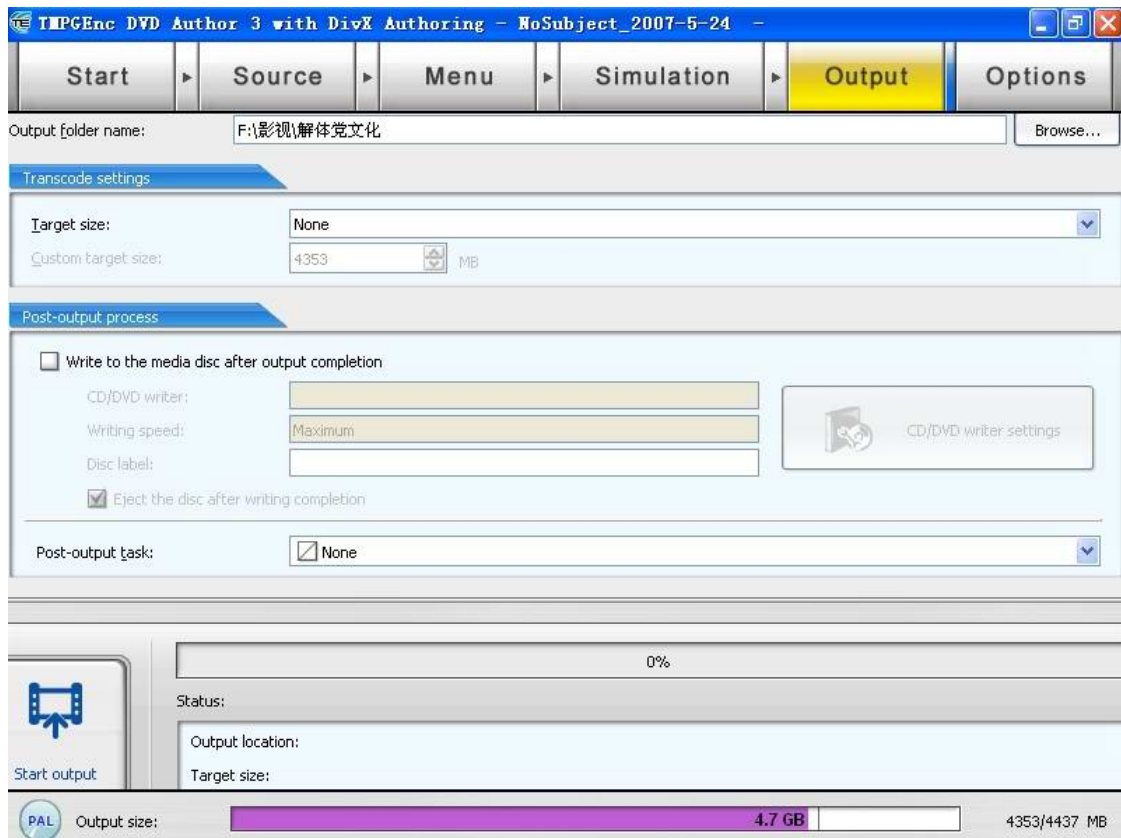 TMPGEnc DVD Author 3 with DivX Authoring - NoSubject_2007-5-24 -
Start Source Menu Simulation Output Options
Output folder name: F:\影视\解体党文化 Browse...
Transcode settings
Target size: None
Custom target size: 4353 MB
Post-output process
Write to the media disc after output completion
CD/DVD writer:
Writing speed: Maximum
CD/DVD writer settings
Disc label:
Eject the disc after writing completion
Post-output task: None
0%
Status:
Output location:
Start output
Target size:
PAL Output size: 4.7 GB 4353/4437 MB